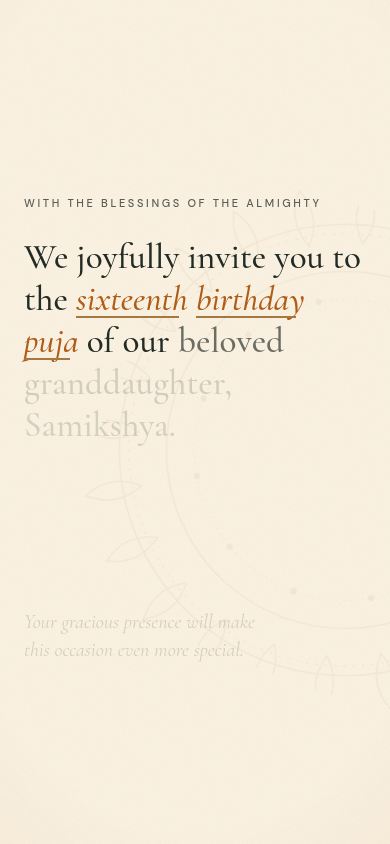 WITH THE BLESSINGS OF THE ALMIGHTY
We joyfully invite you to
the sixteenth birthday
puja of our beloved
granddaughter,
Samikshya.
Your gracious presence will make
this occasion even more special.